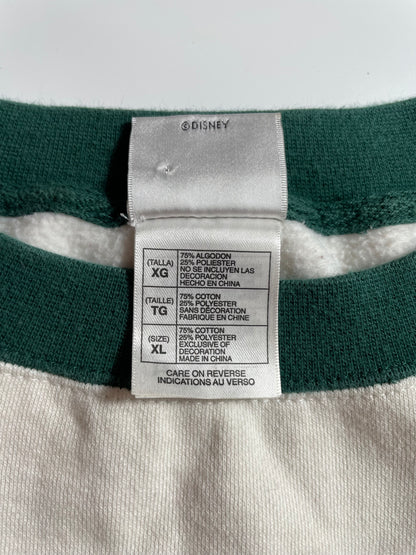 ©DISNEY
(TALLA)
XG
75% ALGODON
25% POLIESTER
NO SE INCLUYEN LAS
DECORACION
HECHO EN CHINA
(TAILLE)
TG
75% COTON
25% POLYESTER
SANS DÉCORATION
FABRIQUE EN CHINE
(SIZE)
XL
75% COTTON
25% POLYESTER
EXCLUSIVE OF
DECORATION
MADE IN CHINA
CARE ON REVERSE
INDICATIONS AU VERSO